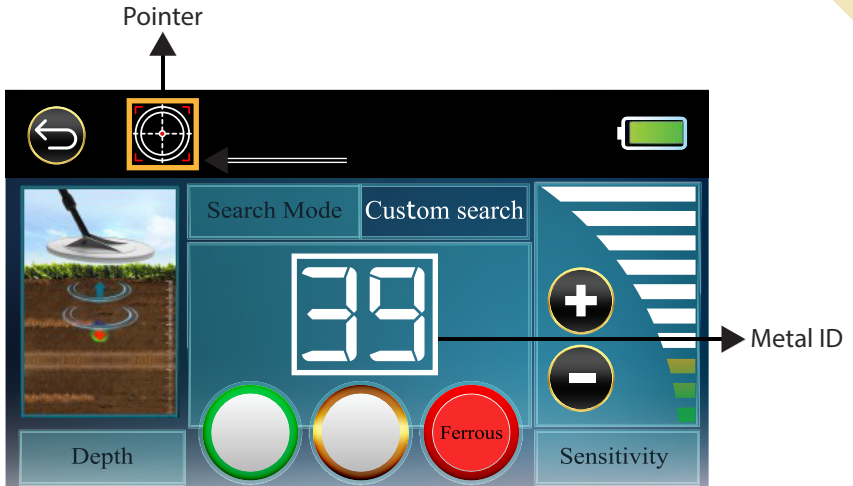 Pointer
Search Mode
Custom search
39
Metal ID
Ferrous
Depth
Sensitivity